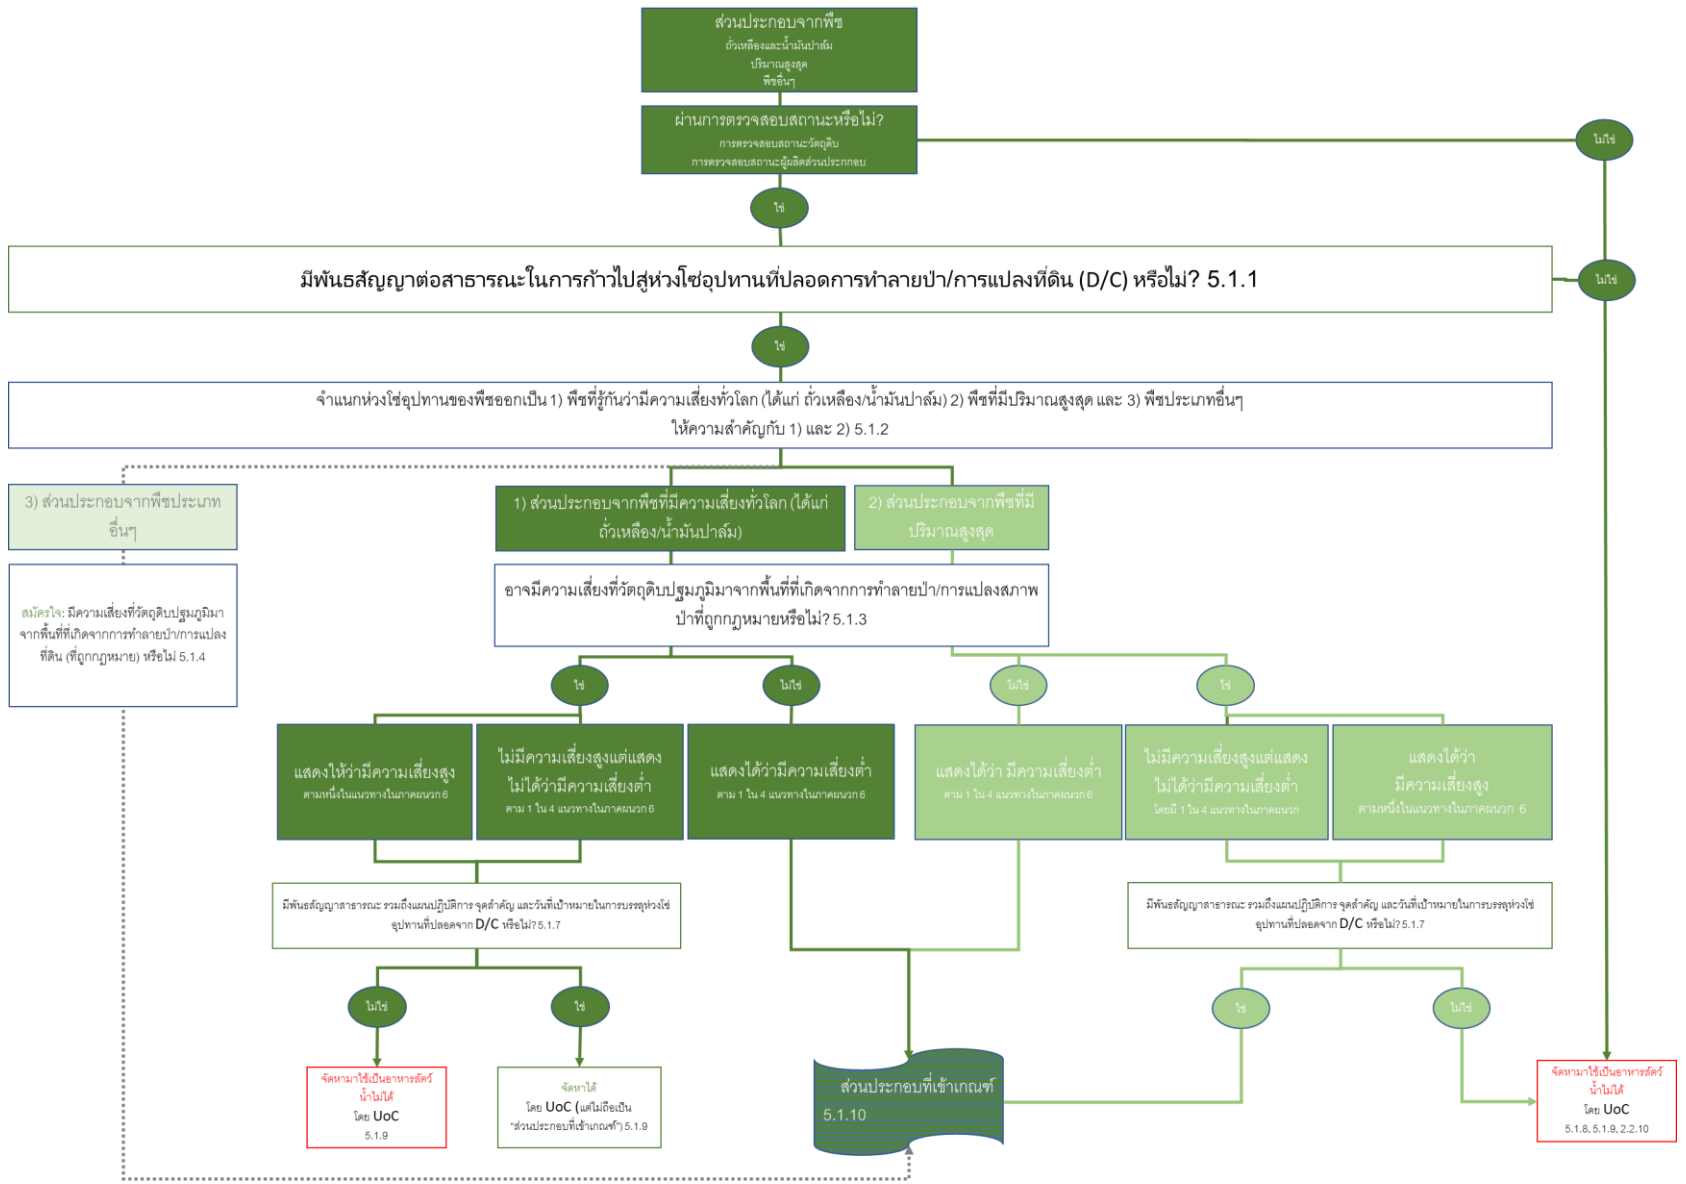 ส่วนประกอบจากพืช
ถั่วเหลืองและน้ำมันปาล์ม
ปริมาณสูงสุด
พืชอื่นๆ
ผ่านการตรวจสอบสถานะหรือไม่?
การตรวจสอบสถานะวัตถุดิบ
การตรวจสอบสถานะผู้ผลิตส่วนประกกอบ
ไม่ใช่
ใช่
มีพันธสัญญาต่อสาธารณะในการก้าวไปสู่ห่วงโซ่อุปทานที่ปลอดการทำลายป่า/การแปลงที่ดิน (D/C) หรือไม่? 5.1.1
ไม่ใช่
ใช่
จำแนกห่วงโซ่อุปทานของพืชออกเป็น 1) พืชที่รู้กันว่ามีความเสี่ยงทั่วโลก (ได้แก่ ถั่วเหลือง/น้ำมันปาล์ม) 2) พืชที่มีปริมาณสูงสุด และ 3) พืชประเภทอื่นๆ
ให้ความสำคัญกับ 1) และ 2) 5.1.2
3) ส่วนประกอบจากพืชประเภท
อื่นๆ
1) ส่วนประกอบจากพืชที่มีความเสี่ยงทั่วโลก (ได้แก่
ถั่วเหลือง/น้ำมันปาล์ม)
2) ส่วนประกอบจากพืชที่มี
ปริมาณสูงสุด
สมัครใจ: มีความเสี่ยงที่วัตถุดิบปฐมภูมิมา
จากพื้นที่ที่เกิดจากการทำลายป่า/การแปลง
ที่ดิน (ที่ถูกกฎหมาย) หรือไม่ 5.1.4
อาจมีความเสี่ยงที่วัตถุดิบปฐมภูมิมาจากพื้นที่ที่เกิดจากการทำลายป่า/การแปลงสภาพ
ป่าที่ถูกกฎหมายหรือไม่? 5.1.3
ใช่
ไม่ใช่
ไม่ใช่
ใช่
แสดงให้ว่ามีความเสี่ยงสูง
ตามหนึ่งในแนวทางในภาคผนวก 6
ไม่มีความเสี่ยงสูงแต่แสดง
ไม่ได้ว่ามีความเสี่ยงต่ำ
ตาม 1 ใน 4 แนวทางในภาคผนวก 6
แสดงได้ว่ามีความเสี่ยงต่ำ
ตาม 1 ใน 4 แนวทางในภาคผนวก 6
แสดงได้ว่า มีความเสี่ยงต่ำ
ตาม 1 ใน 4 แนวทางในภาคผนวก 6
ไม่มีความเสี่ยงสูงแต่แสดง
ไม่ได้ว่ามีความเสี่ยงต่ำ
โดยมี 1 ใน 4 แนวทางในภาคผนวก
แสดงได้ว่า
มีความเสี่ยงสูง
ตามหนึ่งในแนวทางในภาคผนวก 6
มีพันธสัญญาสาธารณะ รวมถึงแผนปฏิบัติการ จุดสำคัญ และวันที่เป้าหมายในการบรรลุห่วงโซ่
อุปทานที่ปลอดจาก D/C หรือไม่? 5.1.7
มีพันธสัญญาสาธารณะ รวมถึงแผนปฏิบัติการ จุดสำคัญ และวันที่เป้าหมายในการบรรลุห่วงโซ่
อุปทานที่ปลอดจาก D/C หรือไม่? 5.1.7
ไม่ใช่
ใช่
ใช่
ไม่ใช่
จัดหามาใช้เป็นอาหารสัตว์
น้ำไม่ได้
โดย UoC
5.1.9
จัดหาได้
โดย UoC (แต่ไม่ถือเป็น
"ส่วนประกอบที่เข้าเกณฑ์") 5.1.9
ส่วนประกอบที่เข้าเกณฑ์
5.1.10
จัดหามาใช้เป็นอาหารสัตว์
น้ำไม่ได้
โดย UoC
5.1.8, 5.1.9, 2.2.10